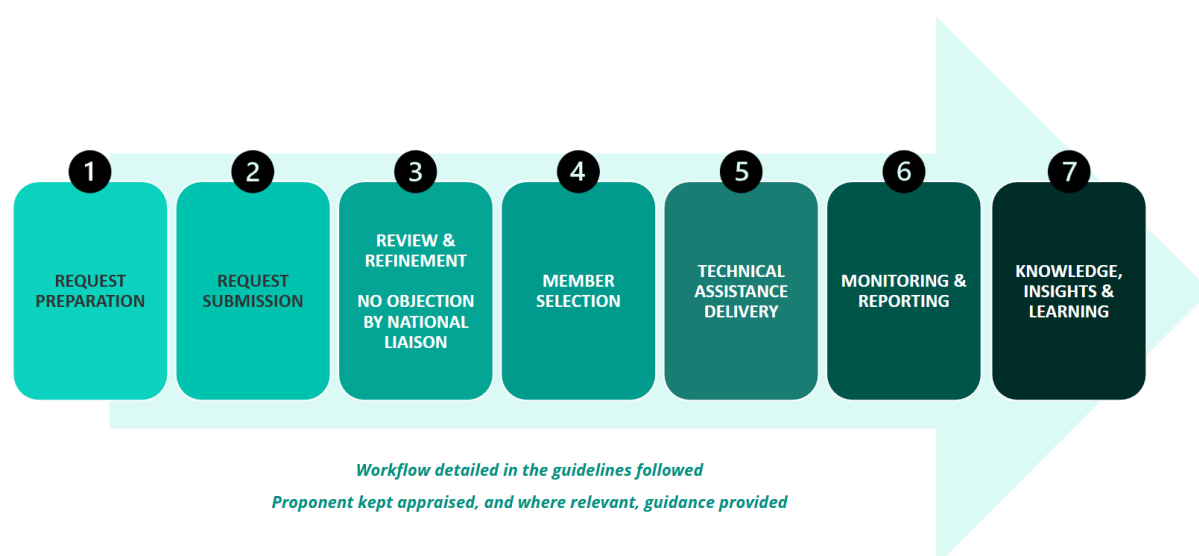 1
2
3
4
5
6
7
REQUEST
PREPARATION
REQUEST
SUBMISSION
REVIEW &
REFINEMENT
NO OBJECTION
BY NATIONAL
LIAISON
MEMBER
SELECTION
TECHNICAL
ASSISTANCE
DELIVERY
MONITORING &
REPORTING
KNOWLEDGE,
INSIGHTS &
LEARNING
Workflow detailed in the guidelines followed
Proponent kept appraised, and where relevant, guidance provided